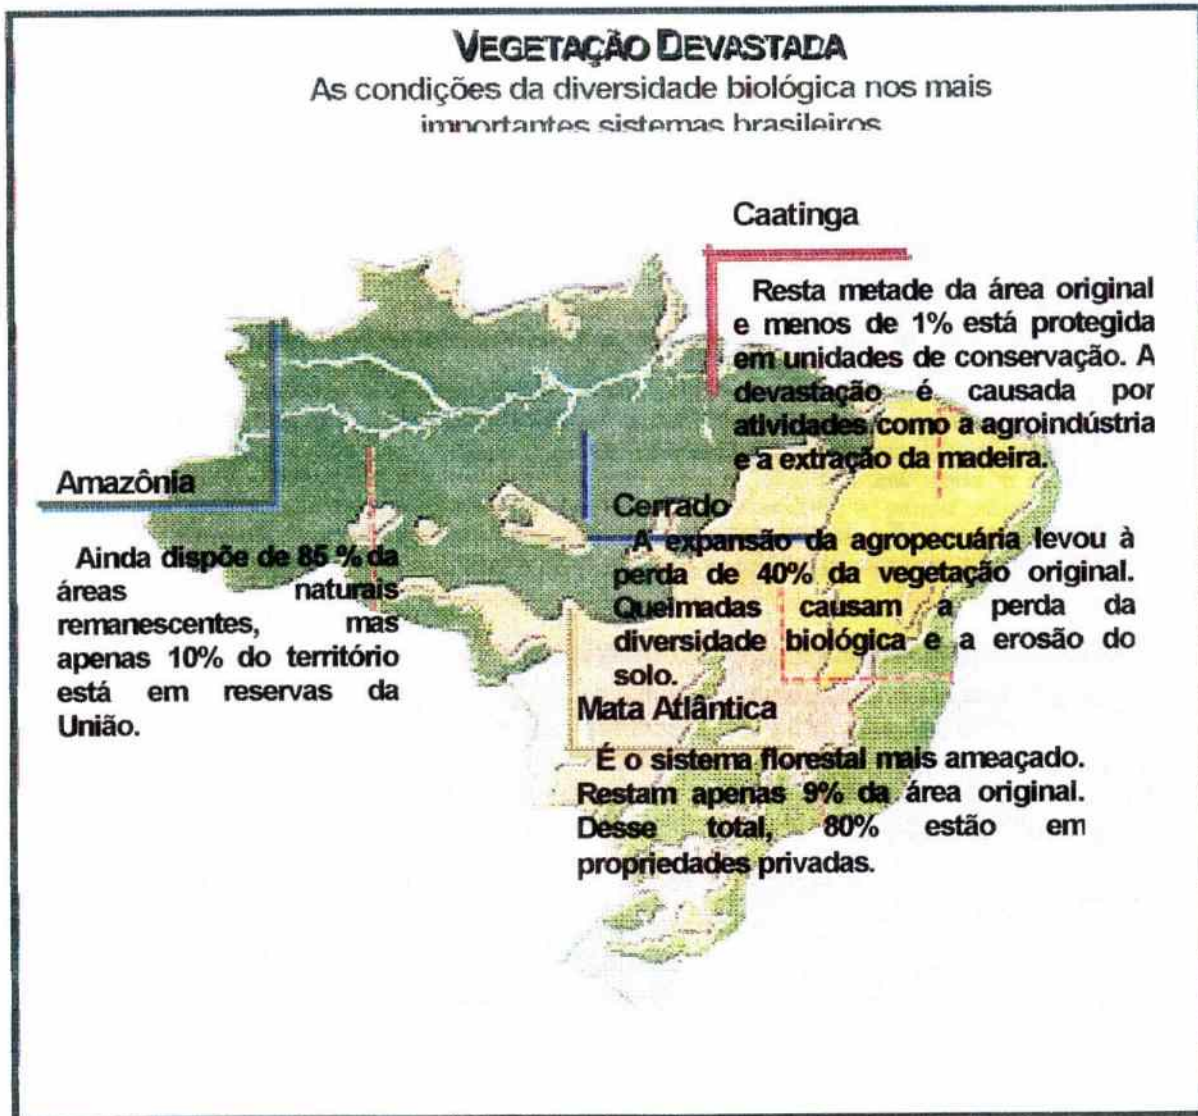 VEGETAÇÃO DEVASTADA
As condições da diversidade biológica nos mais
importantes sistemas brasileiros
Caatinga
Resta metade da área original
e menos de 1% está protegida
em unidades de conservação. A
devastação é causada por
atividades como a agroindústria
e a extração da madeira.
Amazônia
Ainda dispõe de 85 % da
áreas naturais
remanescentes, mas
apenas 10% do território
está em reservas da
União.
Cerrado
A expansão da agropecuária levou à
perda de 40% da vegetação original.
Queimadas causam a perda da
diversidade biológica e a erosão do
solo.
Mata Atlântica
É o sistema florestal mais ameaçado.
Restam apenas 9% da área original.
Desse total, 80% estão em
propriedades privadas.